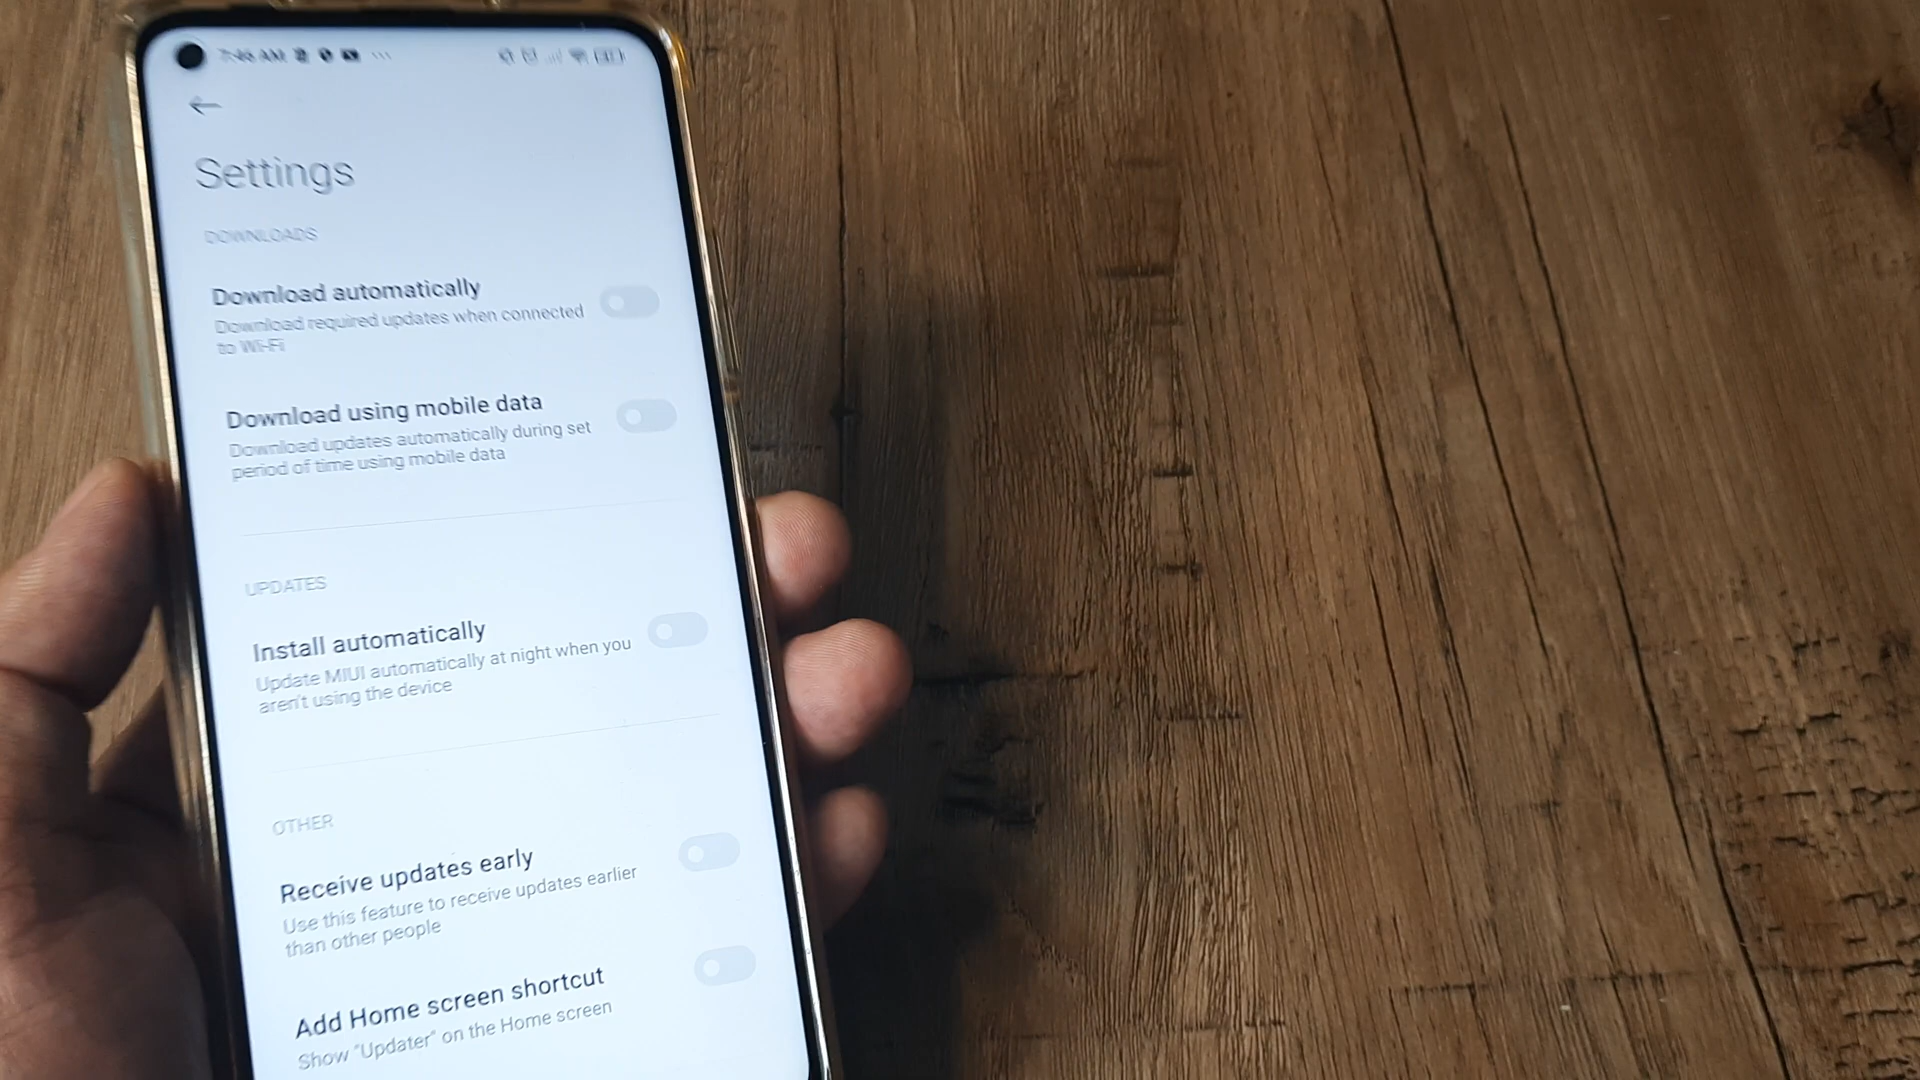 7:46 AM
Settings
DOWNLOADS
Download automatically
Download required updates when connected
to Wi-Fi
Download using mobile data
Download updates automatically during set
period of time using mobile data
UPDATES
Install automatically
Update MIUI automatically at night when you
aren't using the device
OTHER
Receive updates early
Use this feature to receive updates earlier
than other people
Add Home screen shortcut
Show "Updater" on the Home screen